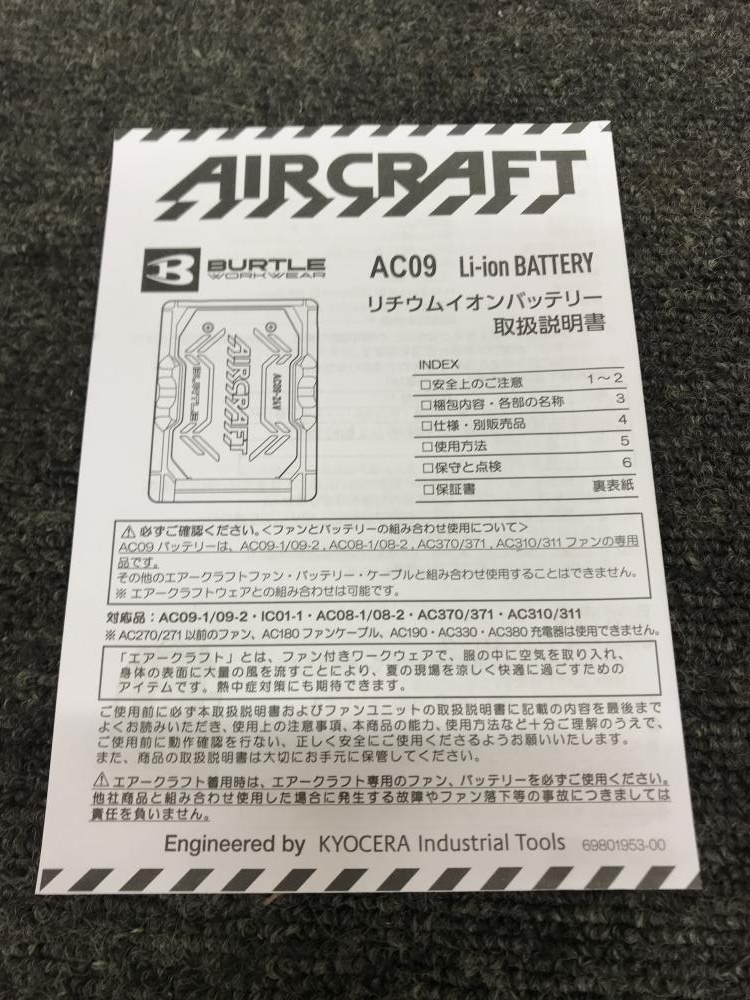 AIRCRAFT
BURTLE
WORKWEAR
AC09 Li-ion BATTERY
リチウムイオンバッテリー
取扱説明書
AIRCRAFT
BURTLE
AC09-24V
INDEX
□安全上のご注意 1～2
□梱包内容・各部の名称 3
□仕様・別販売品 4
□使用方法 5
□保守と点検 6
□保証書 裏表紙
⚠必ずご確認ください。＜ファンとバッテリーの組み合わせ使用について＞
AC09 バッテリーは、AC09-1/09-2 , AC08-1/08-2 , AC370/371 , AC310/311 ファンの専用
品です。
その他のエアークラフトファン・バッテリー・ケーブルと組み合わせ使用することはできません。
※ エアークラフトウェアとの組み合わせは可能です。
対応品：AC09-1/09-2・IC01-1・AC08-1/08-2・AC370/371・AC310/311
※ AC270/271 以前のファン、AC180 ファンケーブル、AC190・AC330・AC380 充電器は使用できません。
「エアークラフト」とは、ファン付きワークウェアで、服の中に空気を取り入れ、
身体の表面に大量の風を流すことにより、夏の現場を涼しく快適に過ごすための
アイテムです。熱中症対策にも期待できます。
ご使用前に必ず本取扱説明書およびファンユニットの取扱説明書に記載の内容を最後まで
よくお読みいただき、使用上の注意事項、本商品の能力、使用方法など十分ご理解のうえで、
ご使用前に動作確認を行ない、正しく安全にご使用くださるようお願いいたします。
また、商品の取扱説明書は大切にお手元に保管してください。
⚠エアークラフト着用時は、エアークラフト専用のファン、バッテリーを必ずご使用ください。
他社商品と組み合わせ使用した場合に発生する故障やファン落下等の事故につきましては
責任を負いません。
Engineered by KYOCERA Industrial Tools 69801953-00